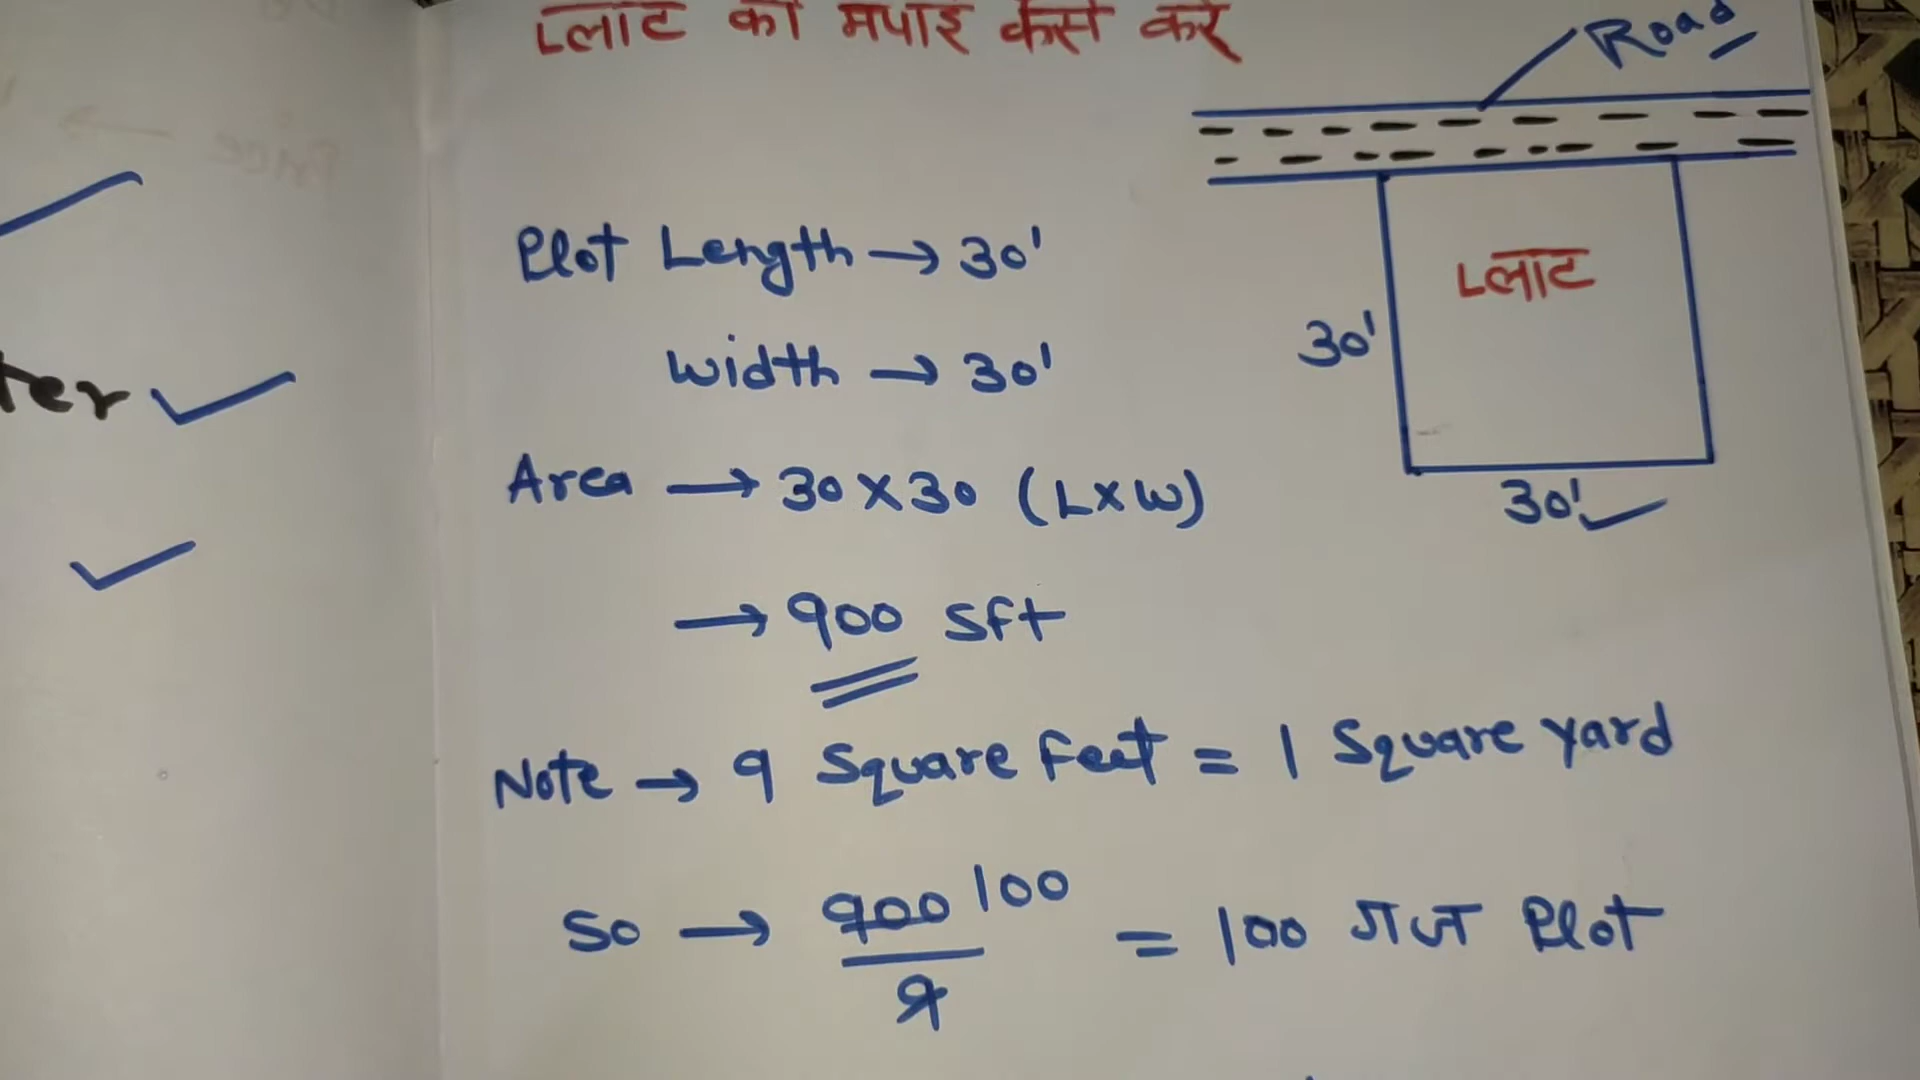 प्लाट की मपाई कैसे करें
Road
Plot Length → 30'
Width → 30'
प्लाट
30'
30'
Area → 30 × 30 (L×W)
→ 900 sft
Note → 9 Square Feet = 1 Square Yard
So → 900/9 100 = 100 गज Plot
ter